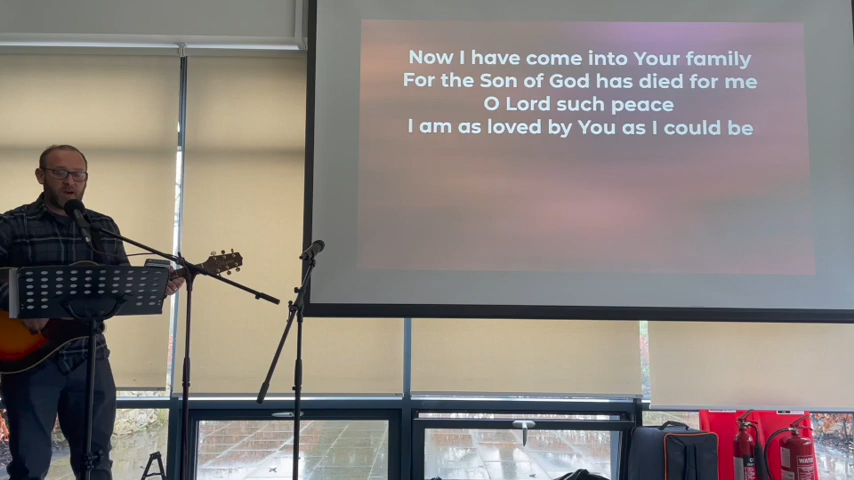 Now I have come into Your family
For the Son of God has died for me
O Lord such peace
I am as loved by You as I could be
WATER